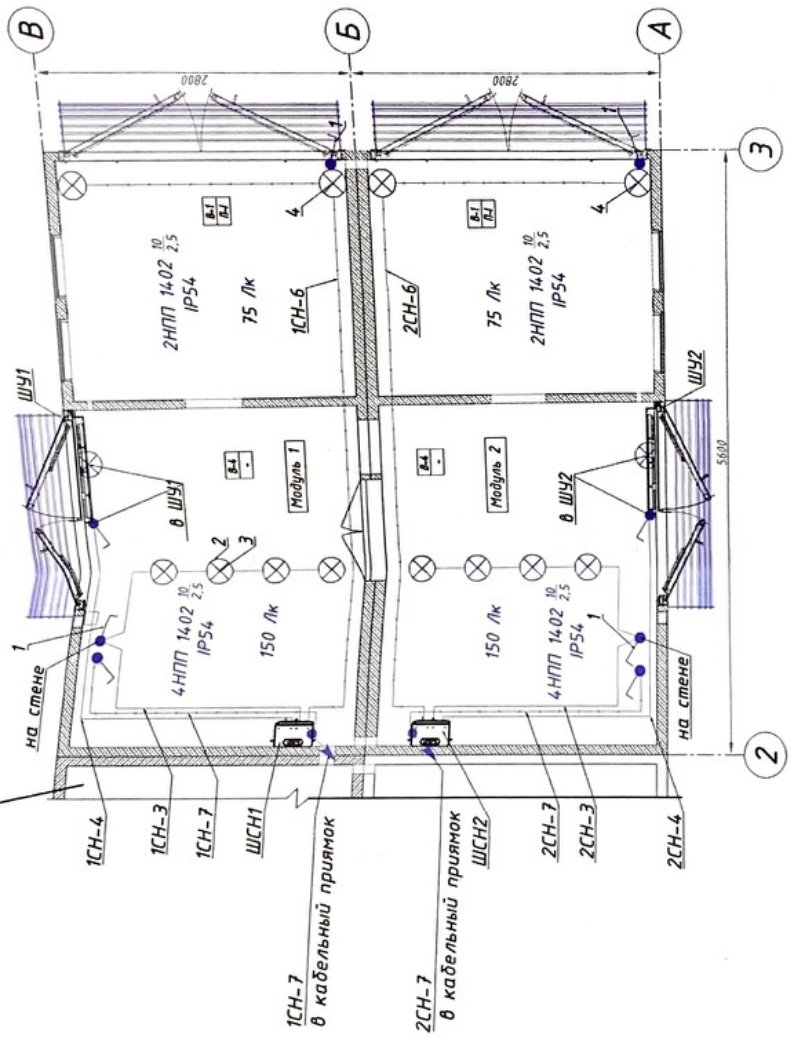 В
ШУ1
на стене
1
1СН-4
1СН-3
1СН-7
ШСН1
4НПП 1402 10/2,5
IP54
150 Лк
2
3
в ШУ1
В-4
-
Модуль 1
2НПП 1402 10/2,5
IP54
75 Лк
В-1
П-I
1СН-6
4
1
2800
1СН-7
в кабельный приямок
Б
2СН-7
в кабельный приямок
ШСН2
2СН-7
2СН-3
2СН-4
150 Лк
4НПП 1402 10/2,5
IP54
1
на стене
В-4
-
Модуль 2
в ШУ2
ШУ2
2СН-6
В-1
П-I
75 Лк
2НПП 1402 10/2,5
IP54
4
1
2800
А
5600
2
3